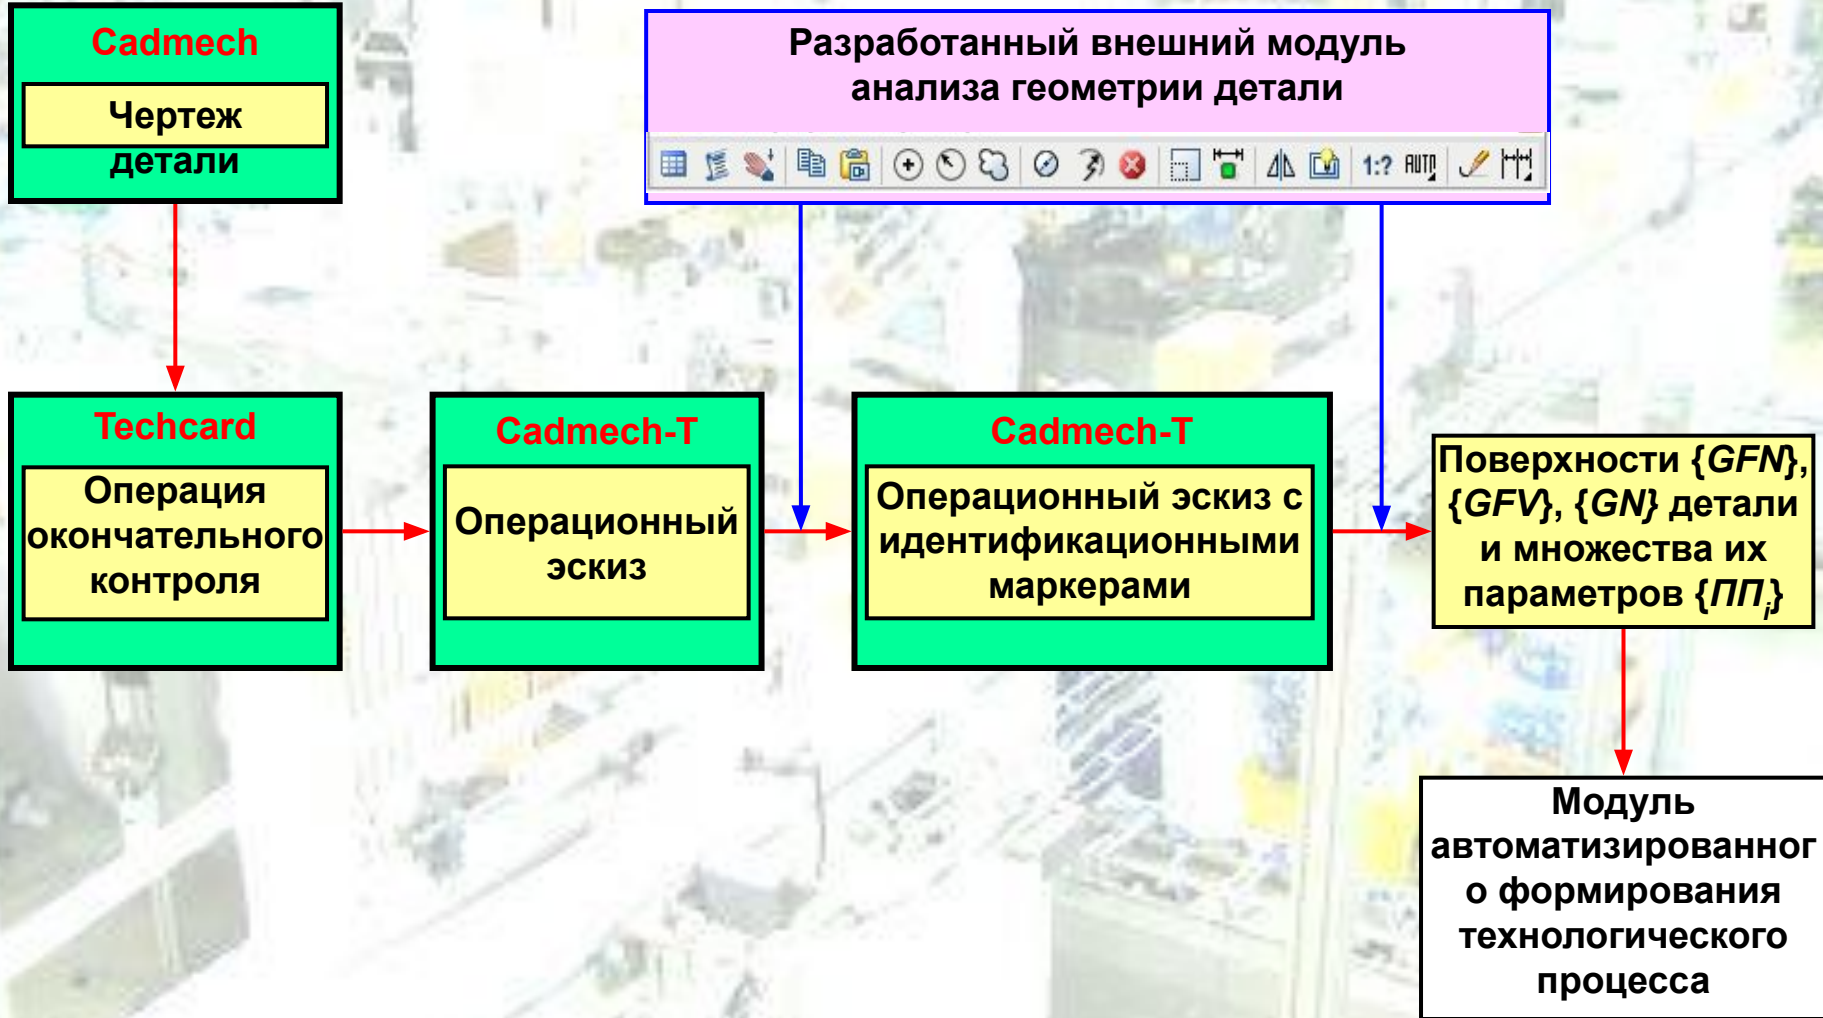 Cadmech
Чертеж
детали
Разработанный внешний модуль
анализа геометрии детали
1:? AUTO
Techcard
Операция
окончательного
контроля
Cadmech-T
Операционный
эскиз
Cadmech-T
Операционный эскиз с
идентификационными
маркерами
Поверхности {GFN},
{GFV}, {GN} детали
и множества их
параметров {ПП_i}
Модуль
автоматизированног
о формирования
технологического
процесса